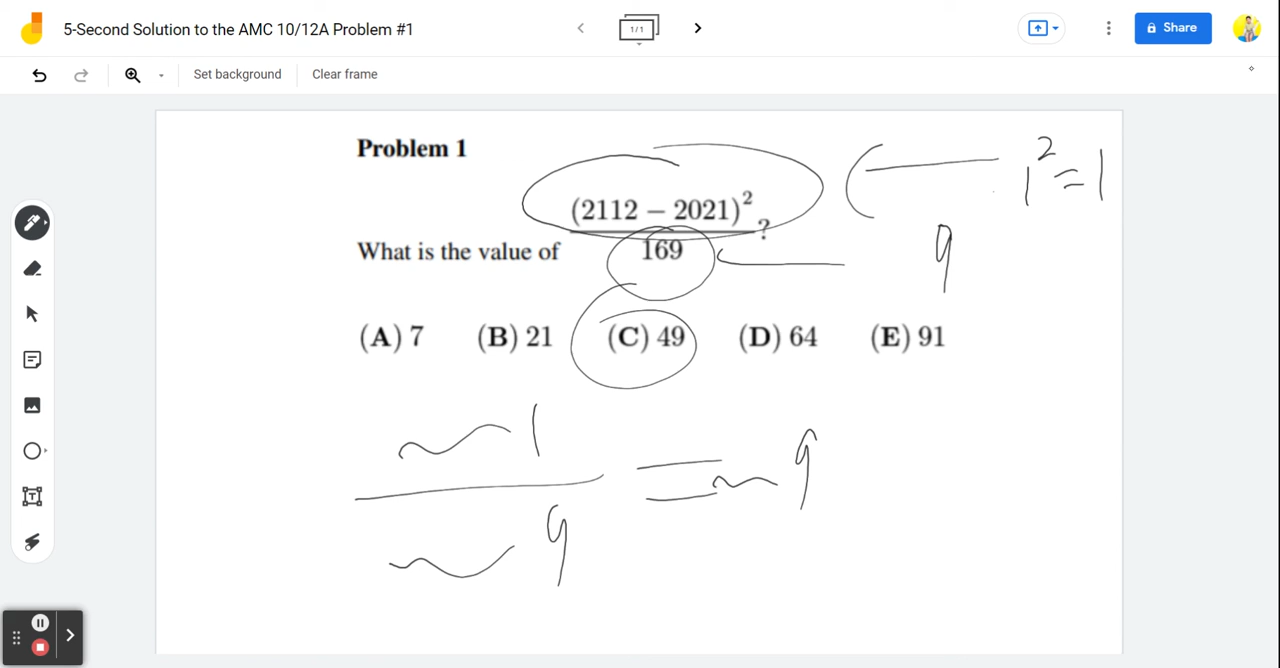 5-Second Solution to the AMC 10/12A Problem #1
1/1
Share
Set background
Clear frame
Problem 1
What is the value of (2112 − 2021)² / 169 ?
1² = 1
9
(A) 7 (B) 21 (C) 49 (D) 64 (E) 91
~1 / ~9 = ~9